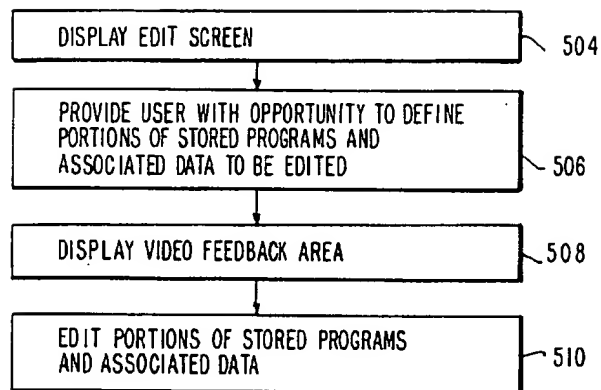 DISPLAY EDIT SCREEN
504
PROVIDE USER WITH OPPORTUNITY TO DEFINE
PORTIONS OF STORED PROGRAMS AND
ASSOCIATED DATA TO BE EDITED
506
DISPLAY VIDEO FEEDBACK AREA
508
EDIT PORTIONS OF STORED PROGRAMS
AND ASSOCIATED DATA
510